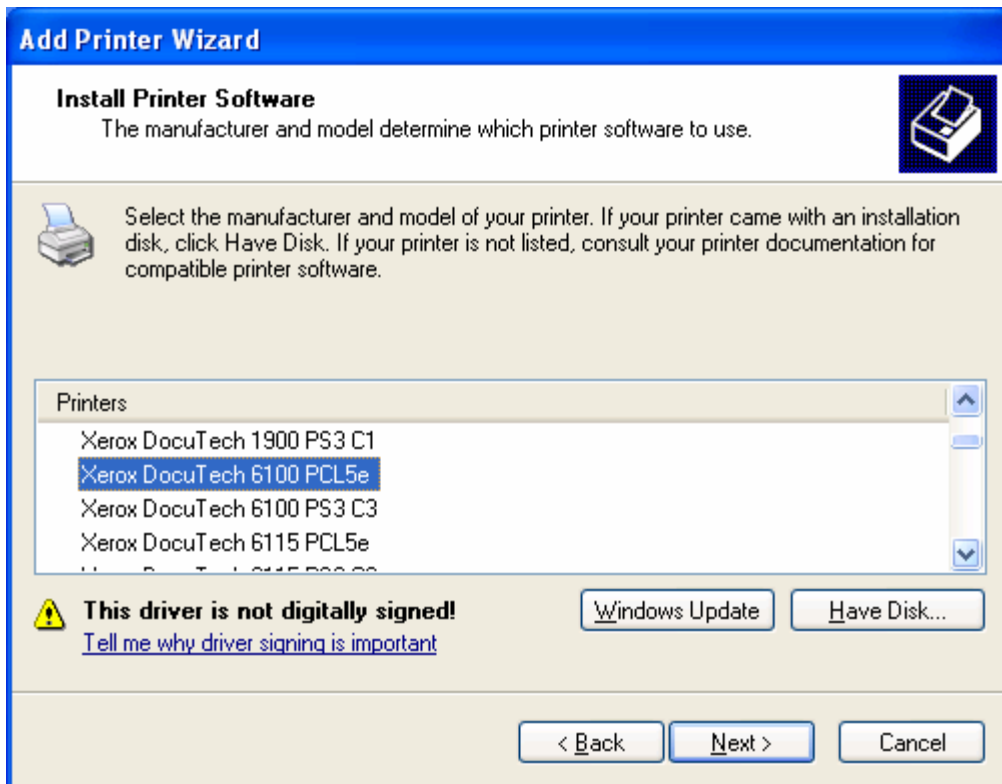 Add Printer Wizard
Install Printer Software
The manufacturer and model determine which printer software to use.
Select the manufacturer and model of your printer. If your printer came with an installation
disk, click Have Disk. If your printer is not listed, consult your printer documentation for
compatible printer software.
Printers
Xerox DocuTech 1900 PS3 C1
Xerox DocuTech 6100 PCL5e
Xerox DocuTech 6100 PS3 C3
Xerox DocuTech 6115 PCL5e
This driver is not digitally signed!
Windows Update
Have Disk...
Tell me why driver signing is important
< Back
Next >
Cancel